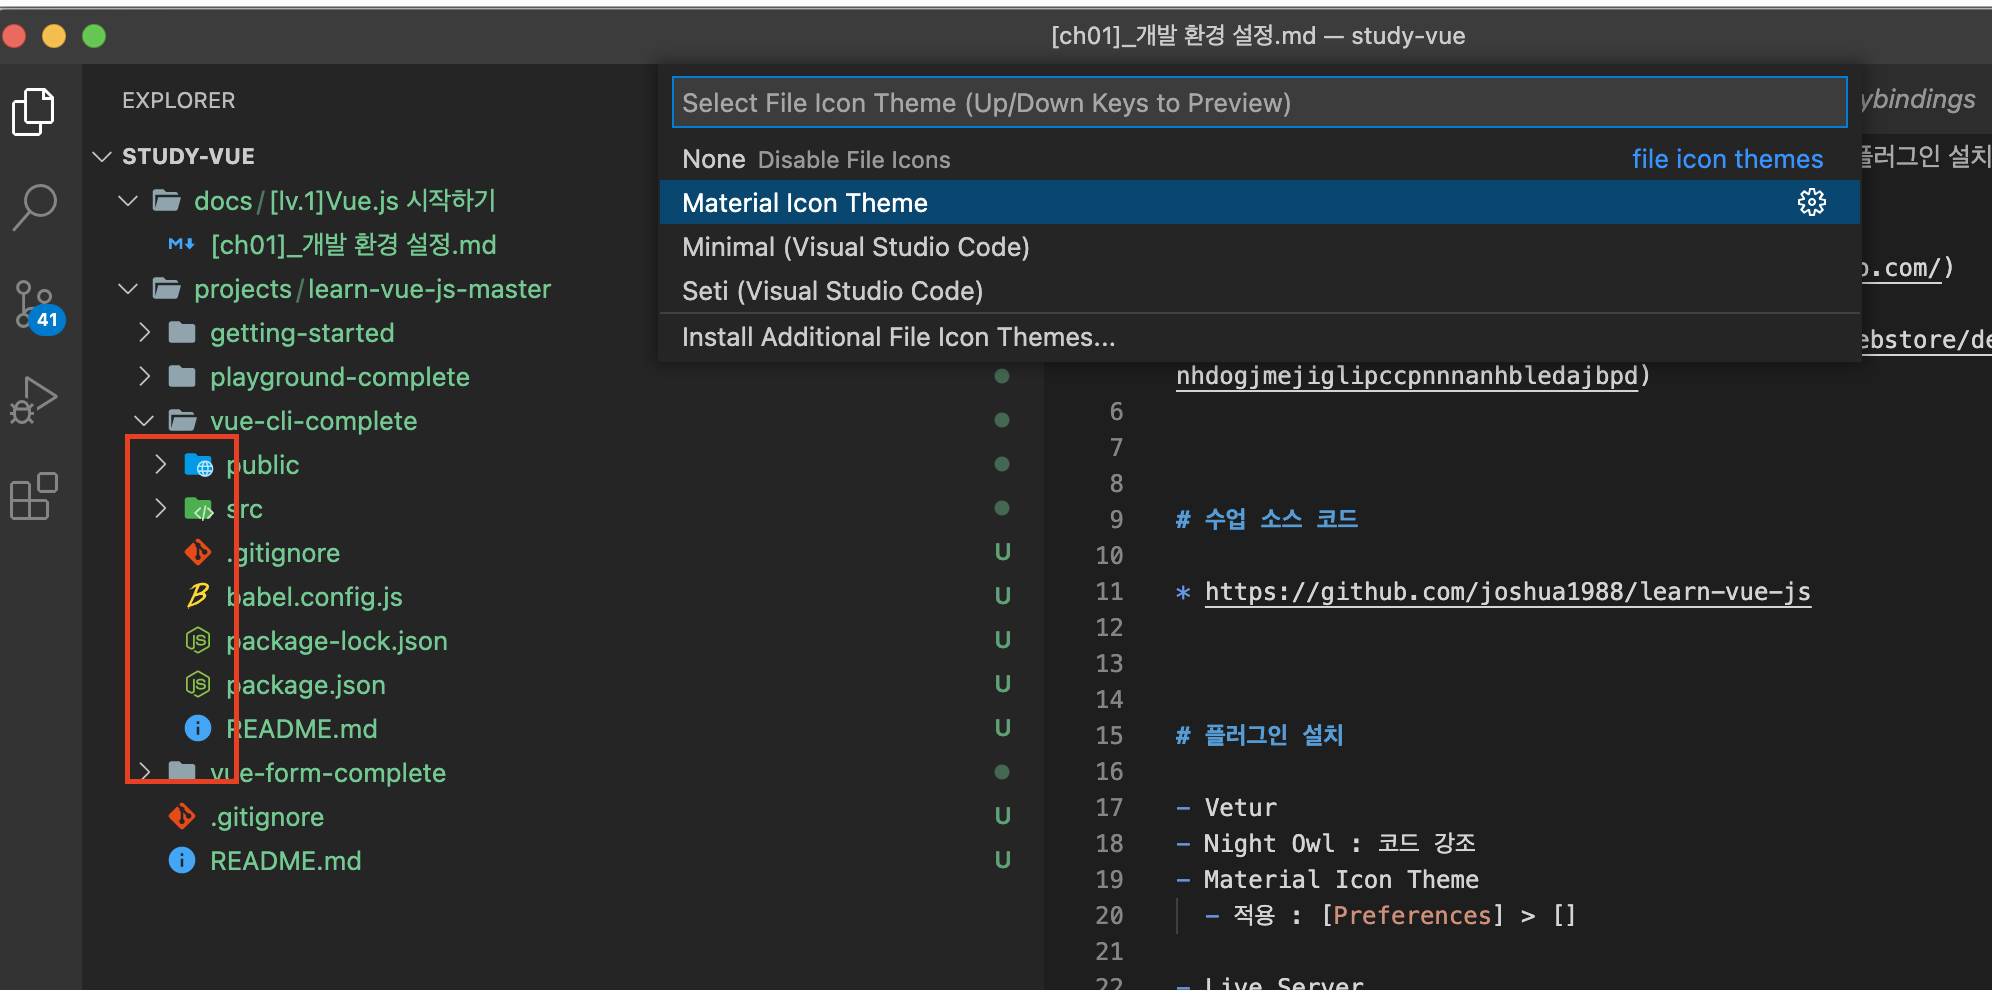 [ch01]_개발 환경 설정.md — study-vue
EXPLORER
STUDY-VUE
docs / [lv.1]Vue.js 시작하기
M↓ [ch01]_개발 환경 설정.md
projects / learn-vue-js-master
getting-started
playground-complete
vue-cli-complete
public
src
.gitignore U
babel.config.js U
package-lock.json U
package.json U
README.md U
vue-form-complete
.gitignore U
README.md U
41
Select File Icon Theme (Up/Down Keys to Preview)
None Disable File Icons file icon themes
Material Icon Theme
Minimal (Visual Studio Code)
Seti (Visual Studio Code)
Install Additional File Icon Themes...
ybindings
플러그인 설치
o.com/)
ebstore/de
nhdogjmejiglipccpnnnanhbledajbpd)
6
7
8
9 # 수업 소스 코드
10
11 * https://github.com/joshua1988/learn-vue-js
12
13
14
15 # 플러그인 설치
16
17 - Vetur
18 - Night Owl : 코드 강조
19 - Material Icon Theme
20 - 적용 : [Preferences] > []
21
22 - Live Server